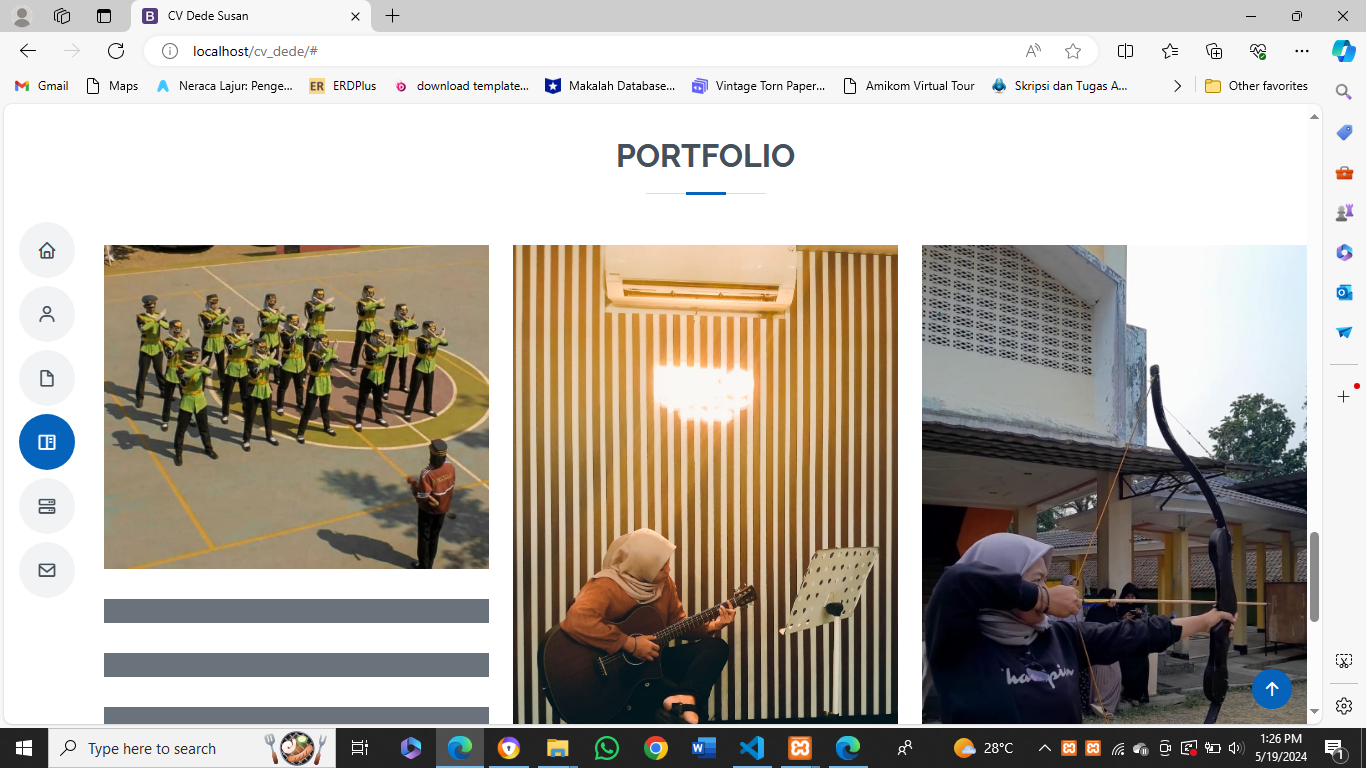 CV Dede Susan
localhost/cv_dede/#
Gmail
Maps
Neraca Lajur: Penge...
ER
ERDPlus
download template...
Makalah Database...
Vintage Torn Paper...
Amikom Virtual Tour
Skripsi dan Tugas A...
Other favorites
PORTFOLIO
Type here to search
28°C
1:26 PM
5/19/2024
1